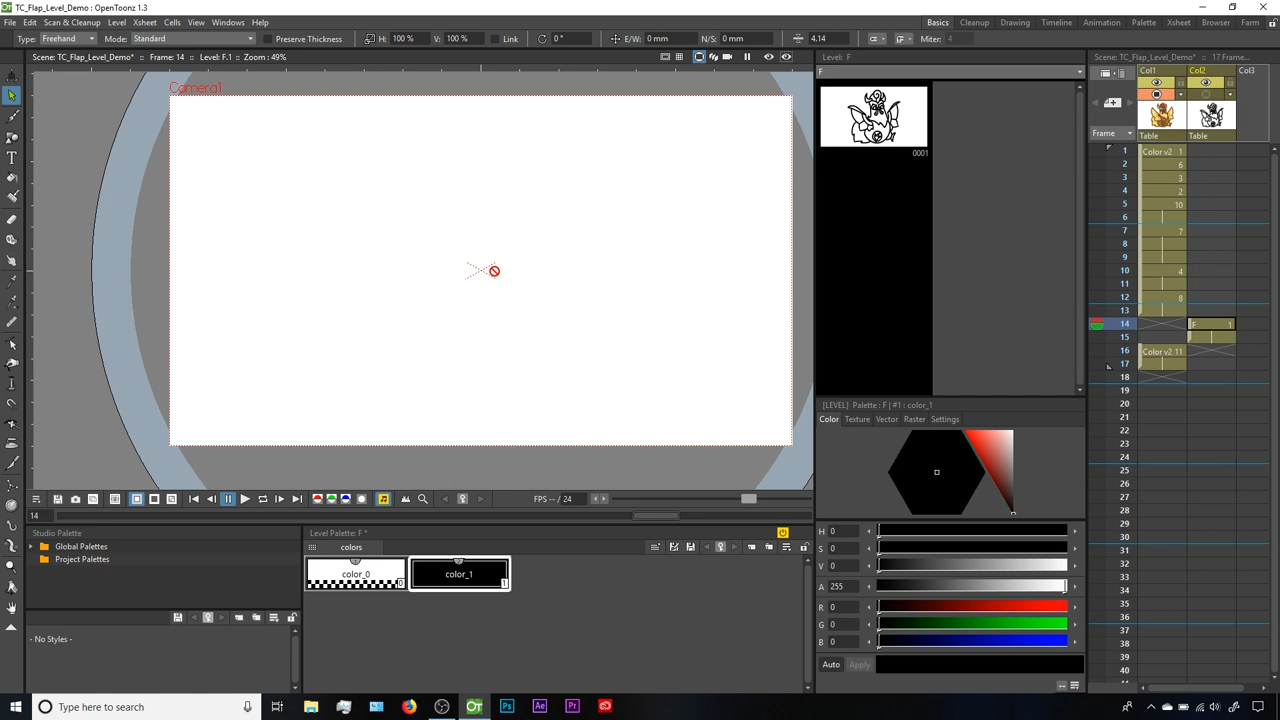 TC_Flap_Level_Demo* : OpenToonz 1.3
File Edit Scan & Cleanup Level Xsheet Cells View Windows Help
Basics Cleanup Drawing Timeline Animation Palette Xsheet Browser Farm
Type: Freehand Mode: Standard Preserve Thickness H: 100 % V: 100 % Link 0 ° E/W: 0 mm N/S: 0 mm 4.14 Miter: 4
Scene: TC_Flap_Level_Demo* :: Frame: 14 :: Level: F.1 :: Zoom: 49%
Level: F
Scene: TC_Flap_Level_Demo* :: 17 Frame...
Camera1
F
0001
Col1 Col2 Col3
Table Table
Frame
1 Color v2 1
2 6
3 3
4 2
5 10
6
7 7
8
9
10 4
11
12 8
13
14 F 1
15
16 Color v2 11
17
18
19
20
21
22
23
24
25
26
27
28
29
30
31
32
33
34
35
36
37
38
39
40
[LEVEL] Palette : F | #1 : color_1
Color Texture Vector Raster Settings
H 0
S 0
V 0
A 255
R 0
G 0
B 0
Auto Apply
FPS -- / 24
14
Studio Palette
Global Palettes
Project Palettes
- No Styles -
Level Palette: F *
colors
color_0 0
color_1 1
Type here to search
Ps Ae Pr
OT